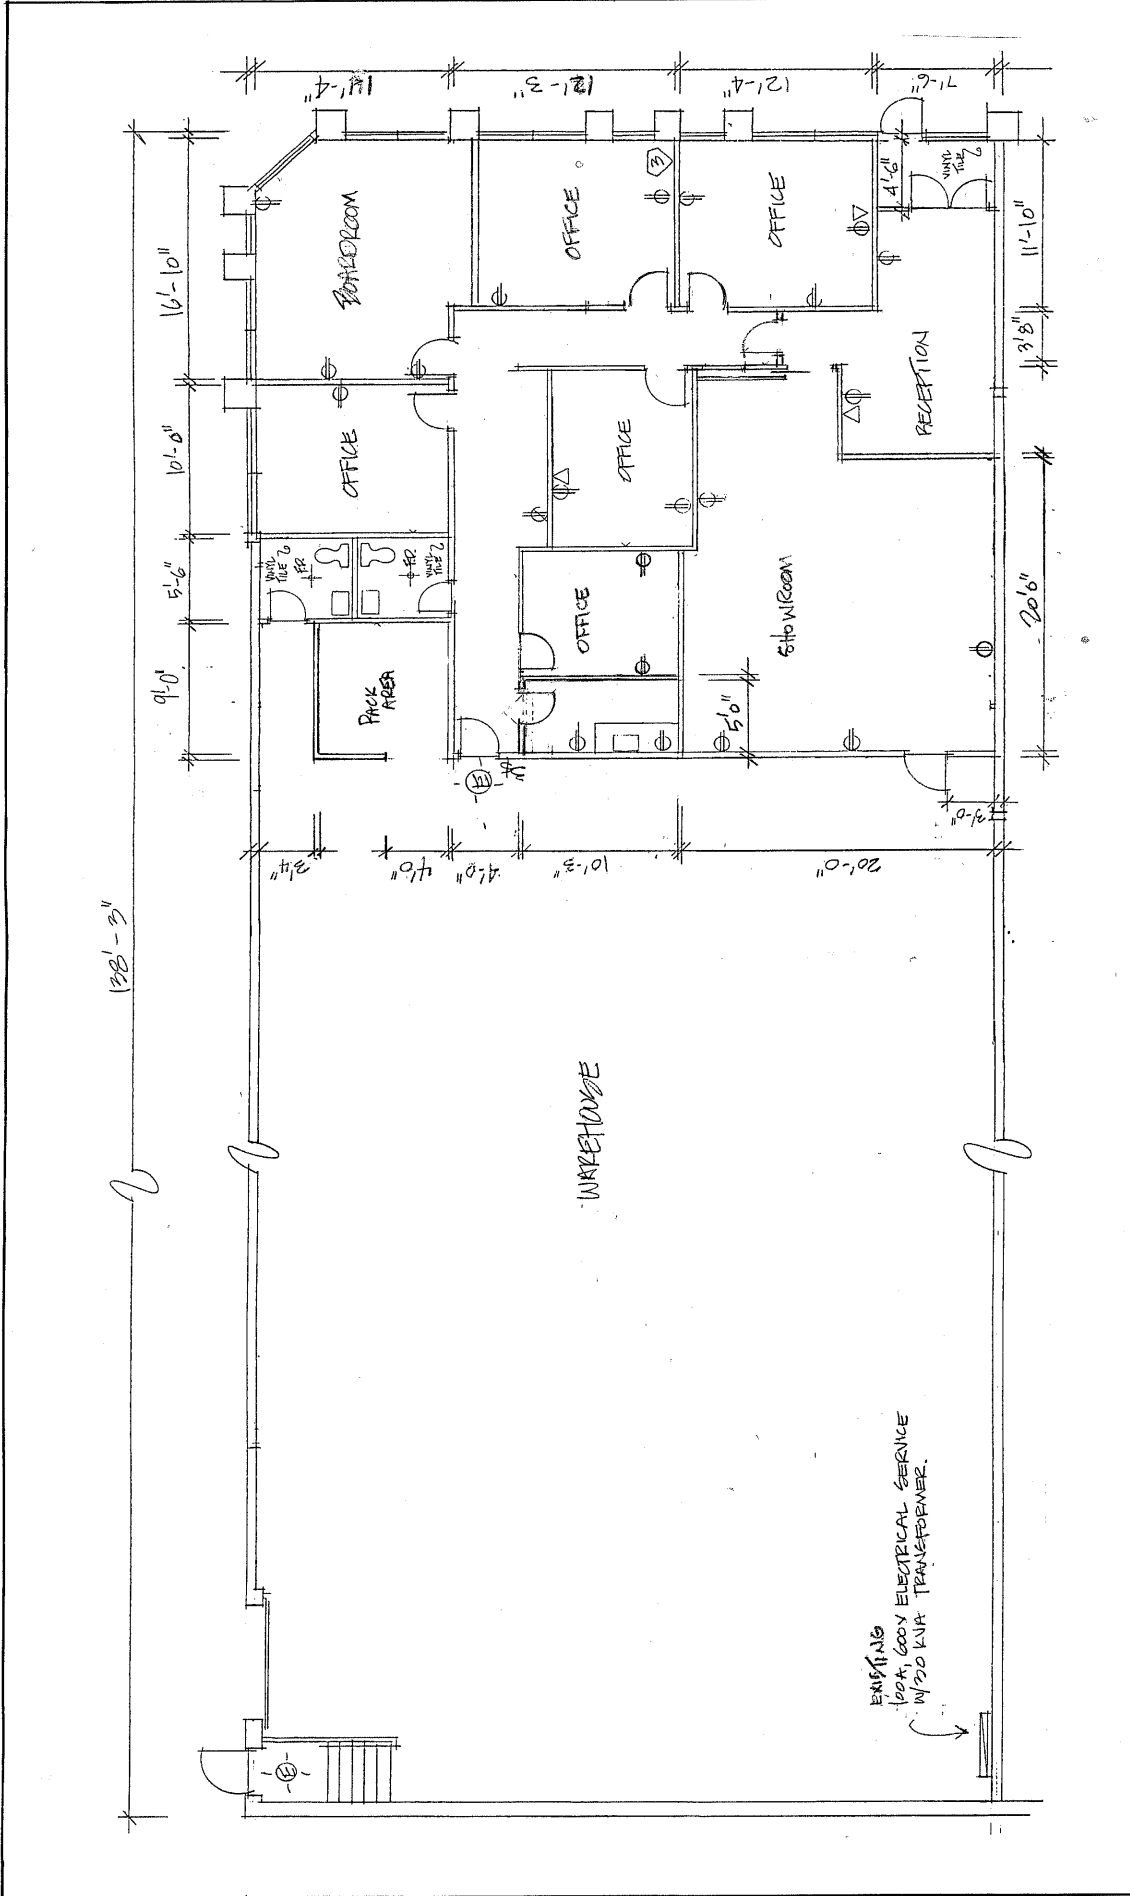 14'-4"
12'-3"
12'-4"
7'-6"
138'-3"
16'-10"
10'-0"
5'-6"
9'-0"
BOARDROOM
OFFICE
3
OFFICE
4'-6"
VINYL
TILE
11'-10"
3'8"
RECEPTION
20'0"
OFFICE
OFFICE
VINYL
TILE
F.D.
F.D.
VINYL
TILE
OFFICE
SHOWROOM
PACK
AREA
5'0"
E
3'-0"
3'4"
4'0"
4'-0"
10'-3"
20'-0"
WAREHOUSE
EXISTING
100A, 600V ELECTRICAL SERVICE
W/30 KVA TRANSFORMER.
E